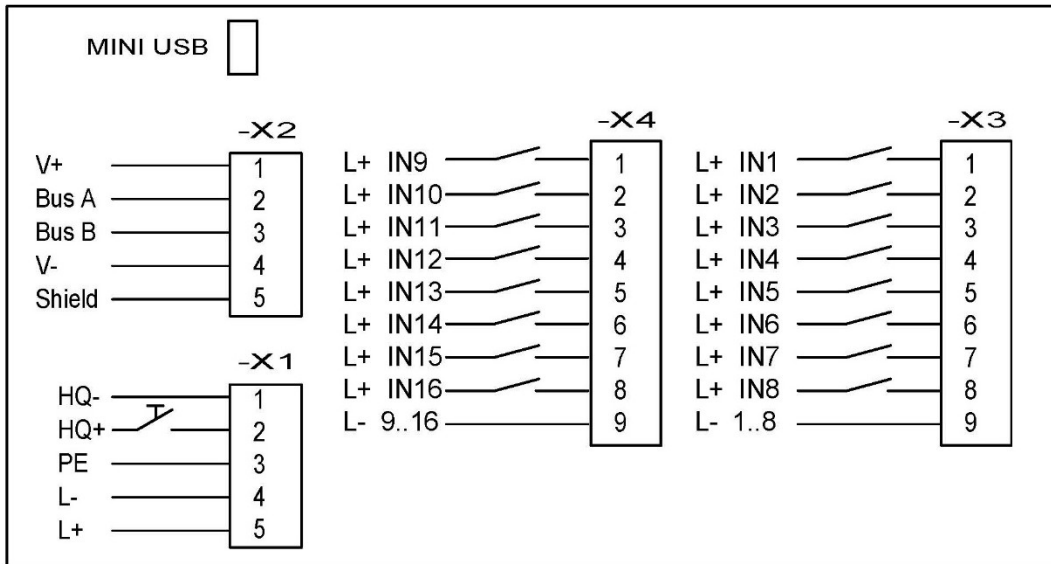 MINI USB
-X2
V+ 1
Bus A 2
Bus B 3
V- 4
Shield 5
-X1
HQ- 1
HQ+ 2
PE 3
L- 4
L+ 5
-X4
L+ IN9 1
L+ IN10 2
L+ IN11 3
L+ IN12 4
L+ IN13 5
L+ IN14 6
L+ IN15 7
L+ IN16 8
L- 9..16 9
-X3
L+ IN1 1
L+ IN2 2
L+ IN3 3
L+ IN4 4
L+ IN5 5
L+ IN6 6
L+ IN7 7
L+ IN8 8
L- 1..8 9